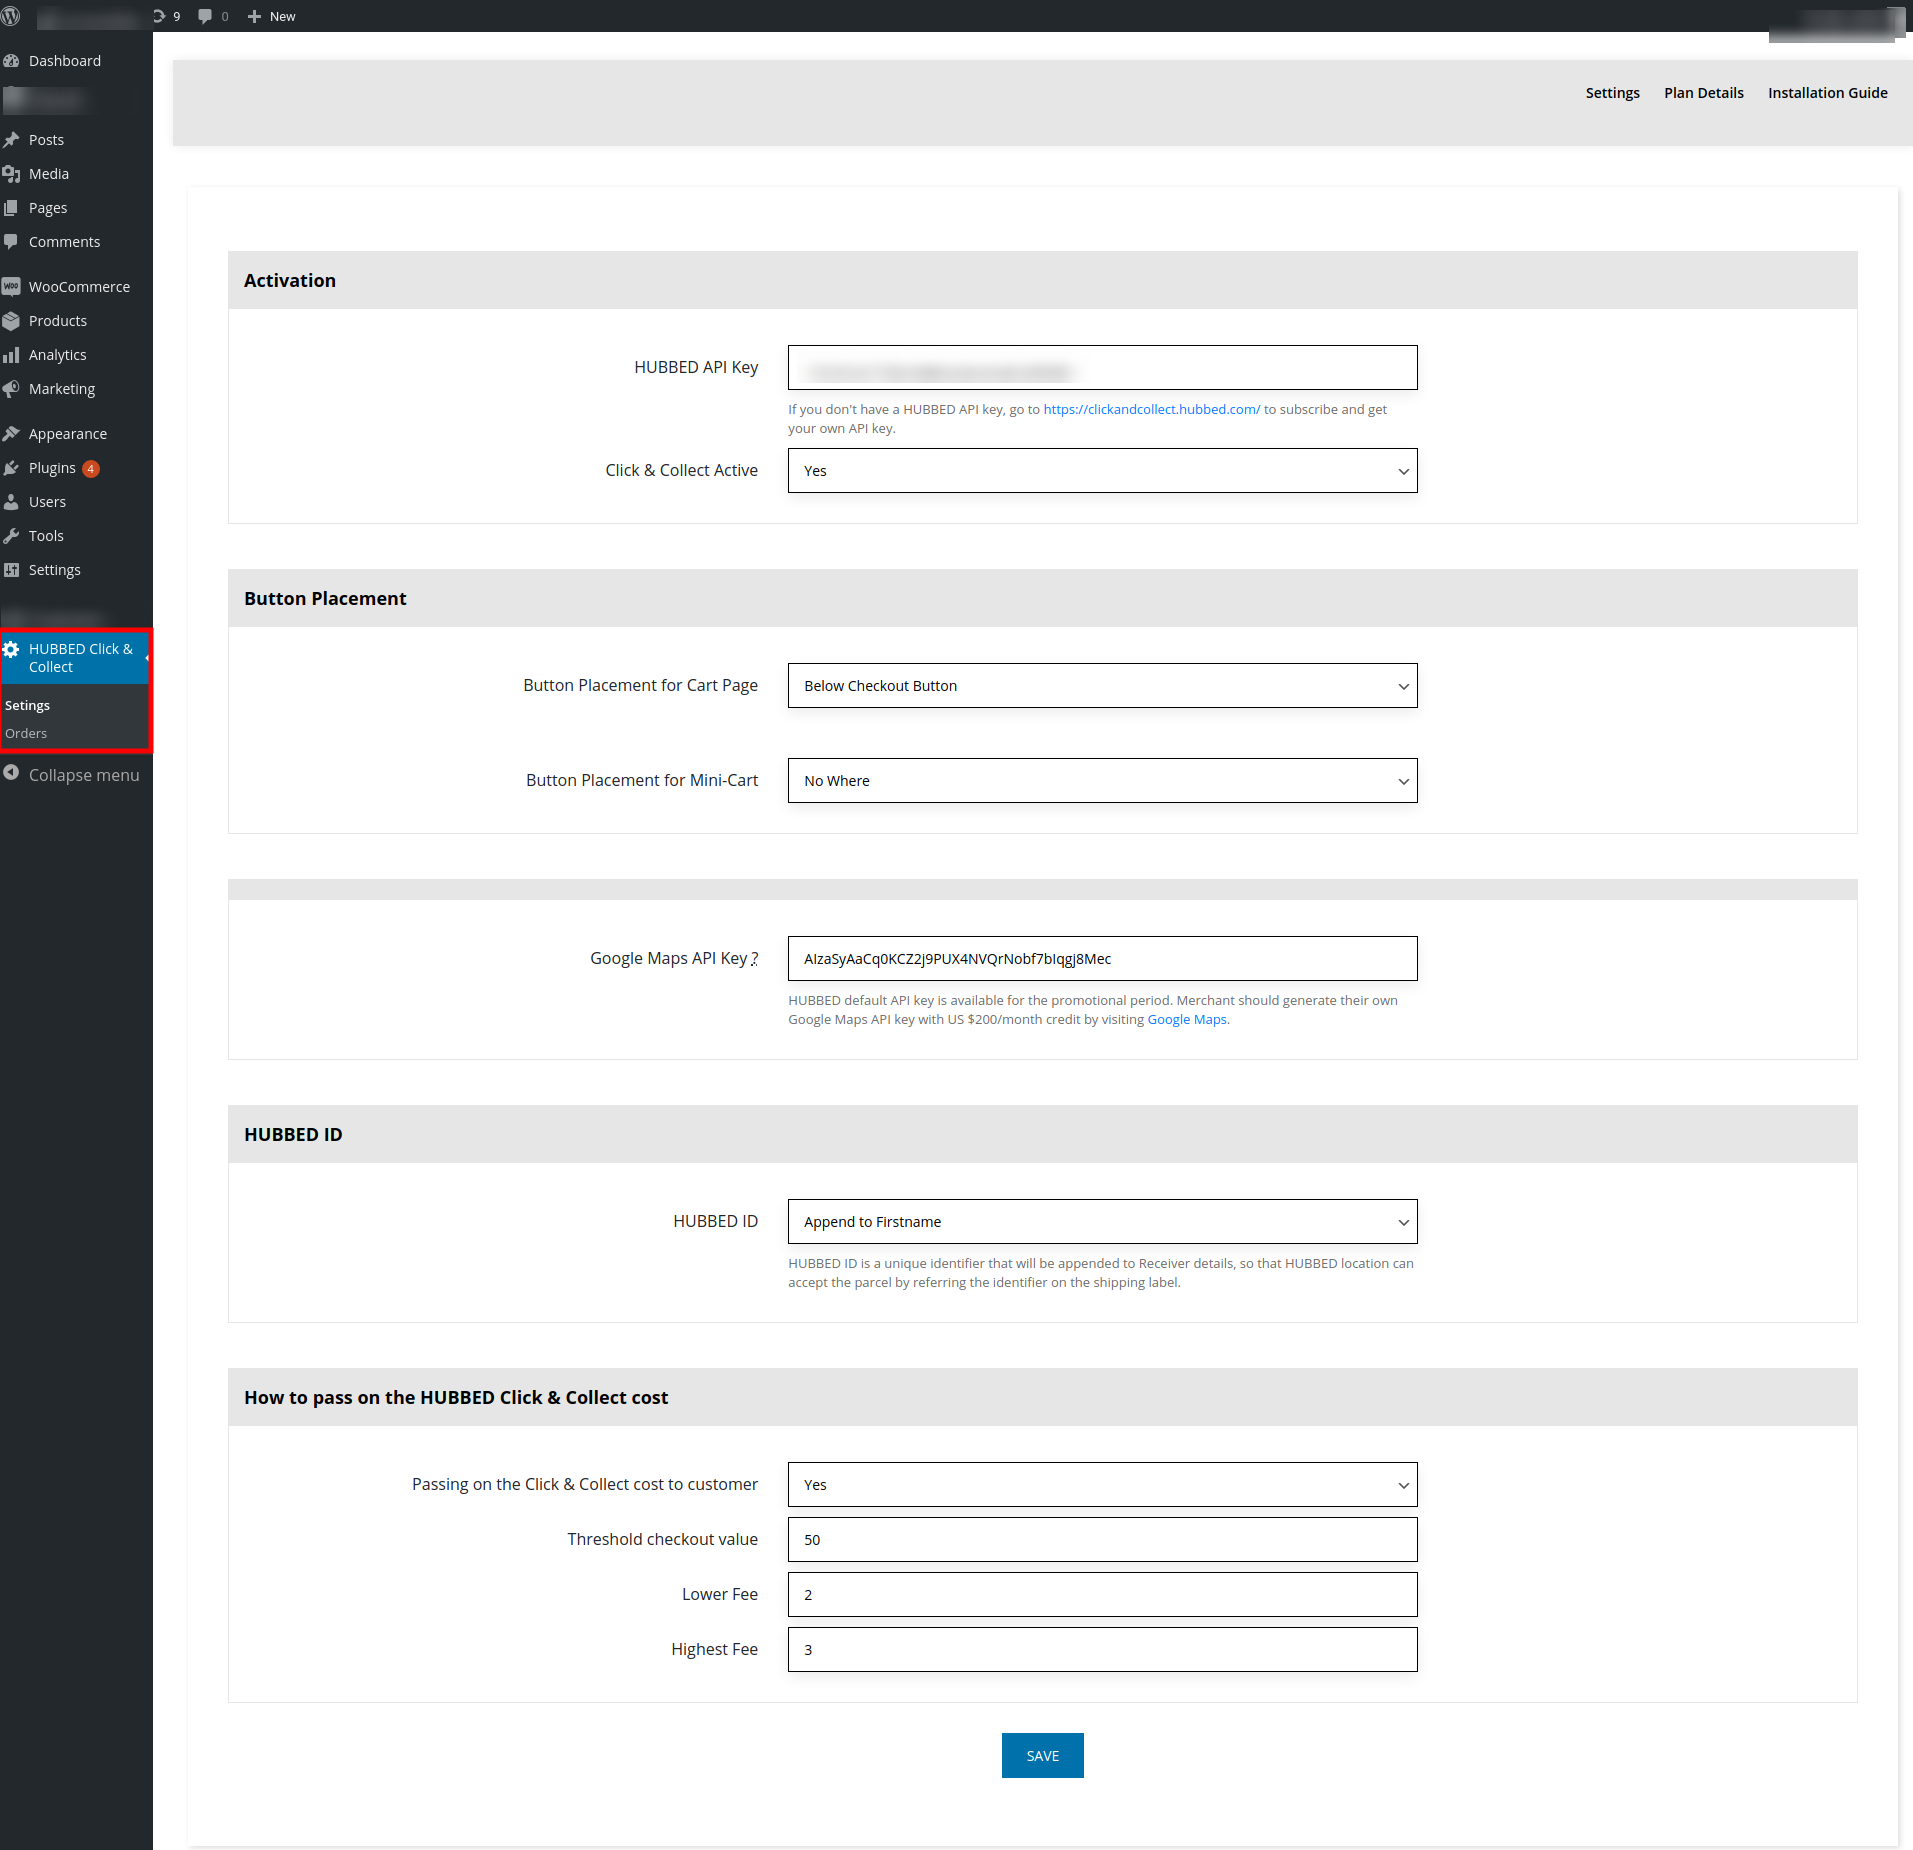 9
0
New
Dashboard
Posts
Media
Pages
Comments
WooCommerce
Products
Analytics
Marketing
Appearance
Plugins 4
Users
Tools
Settings
HUBBED Click &
Collect
Setings
Orders
Collapse menu
Settings Plan Details Installation Guide
Activation
HUBBED API Key
If you don't have a HUBBED API key, go to https://clickandcollect.hubbed.com/ to subscribe and get
your own API key.
Click & Collect Active Yes
Button Placement
Button Placement for Cart Page Below Checkout Button
Button Placement for Mini-Cart No Where
Google Maps API Key ? AIzaSyAaCq0KCZ2j9PUX4NVQrNobf7bIqgj8Mec
HUBBED default API key is available for the promotional period. Merchant should generate their own
Google Maps API key with US $200/month credit by visiting Google Maps.
HUBBED ID
HUBBED ID Append to Firstname
HUBBED ID is a unique identifier that will be appended to Receiver details, so that HUBBED location can
accept the parcel by referring the identifier on the shipping label.
How to pass on the HUBBED Click & Collect cost
Passing on the Click & Collect cost to customer Yes
Threshold checkout value 50
Lower Fee 2
Highest Fee 3
SAVE